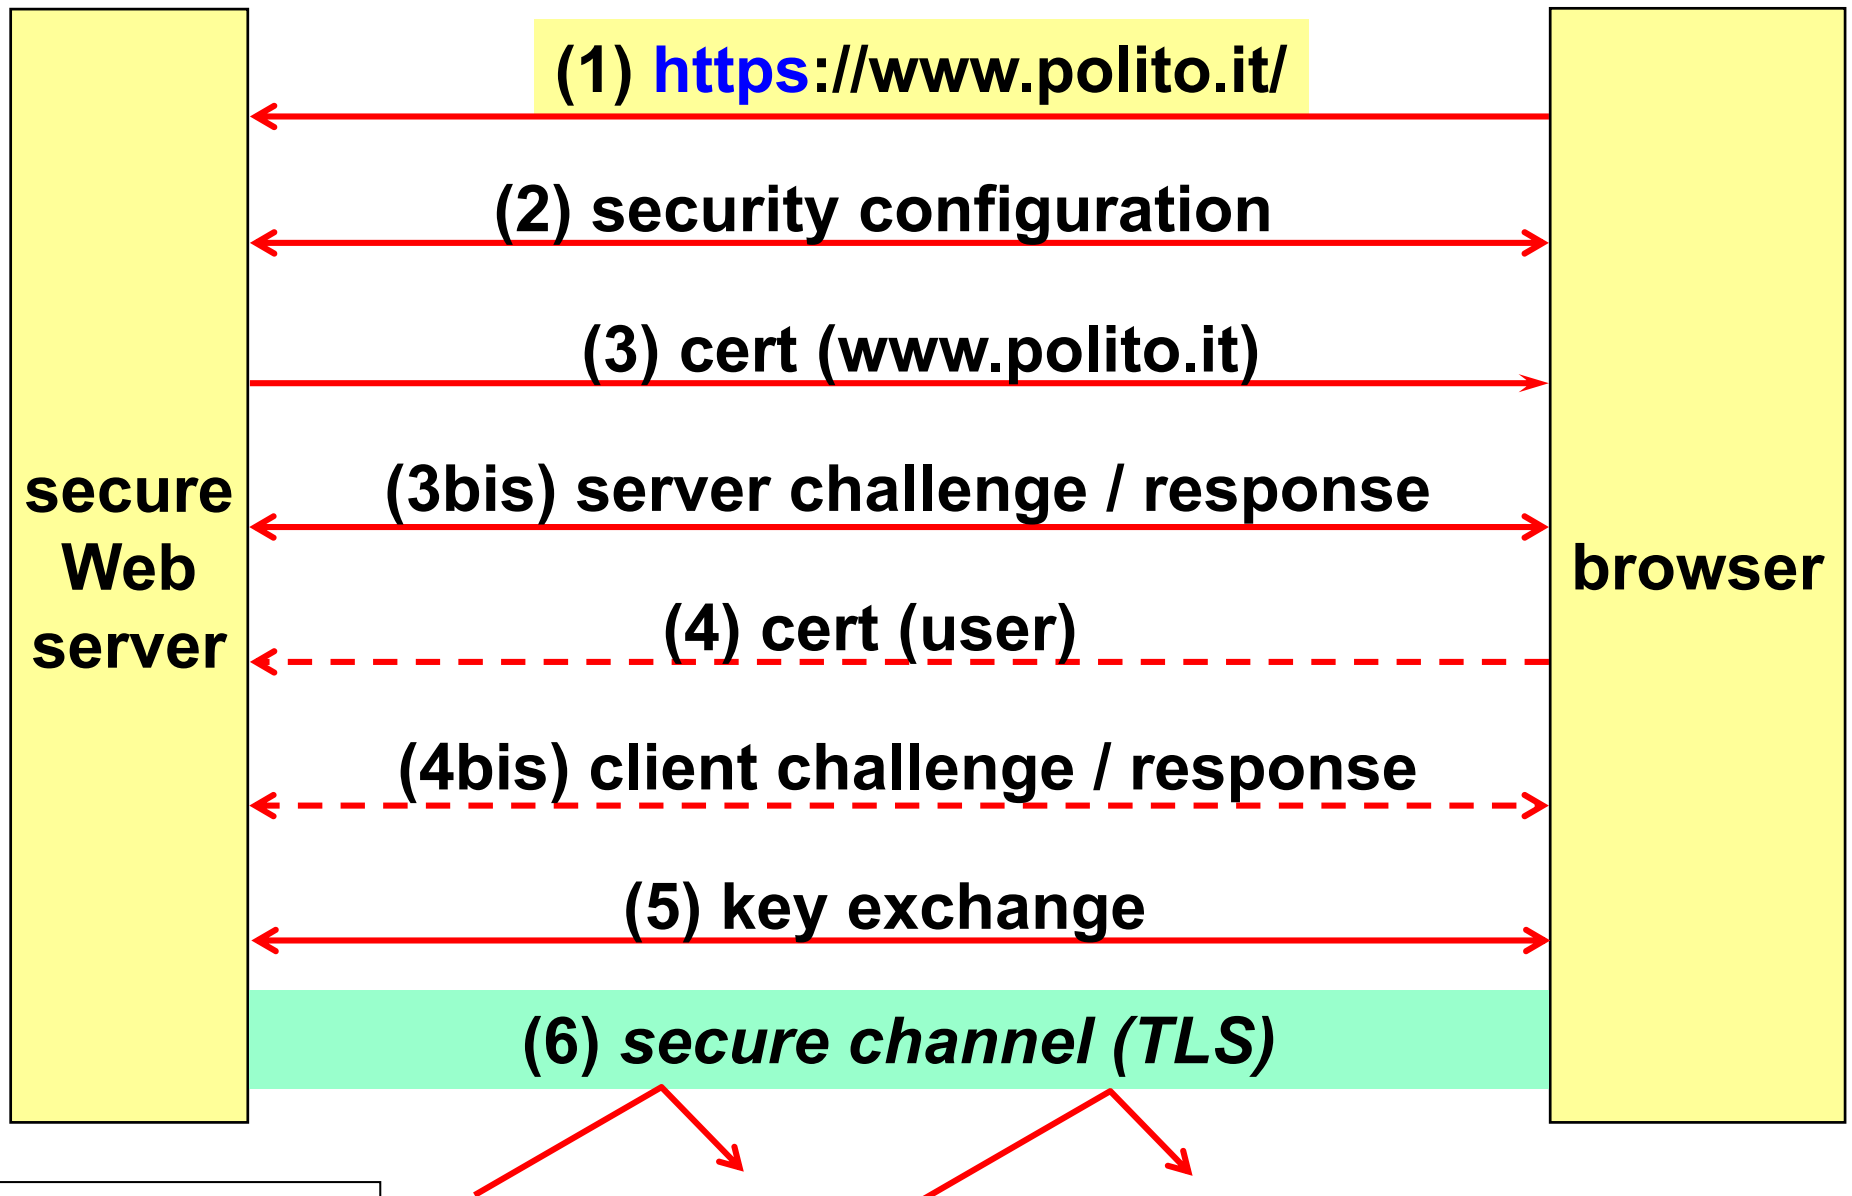 (1) https://www.polito.it/
(2) security configuration
(3) cert (www.polito.it)
(3bis) server challenge / response
(4) cert (user)
(4bis) client challenge / response
(5) key exchange
(6) secure channel (TLS)
secure
Web
server
browser